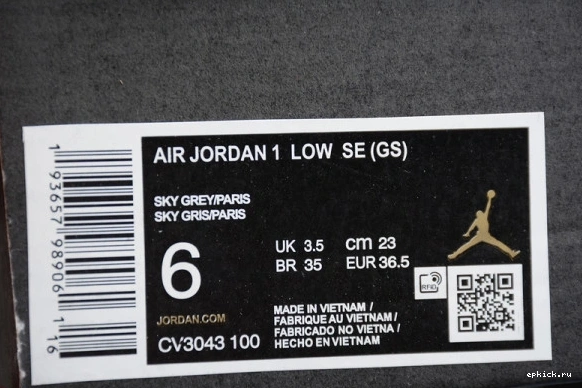 1 93657 98906 1 16
AIR JORDAN 1 LOW SE (GS)
SKY GREY/PARIS
SKY GRIS/PARIS
6
UK 3.5 cm 23
BR 35 EUR 36.5
RFID
MADE IN VIETNAM /
FABRIQUE AU VIETNAM /
FABRICADO NO VIETNA /
HECHO EN VIETNAM
JORDAN.COM
CV3043 100
epkick.ru